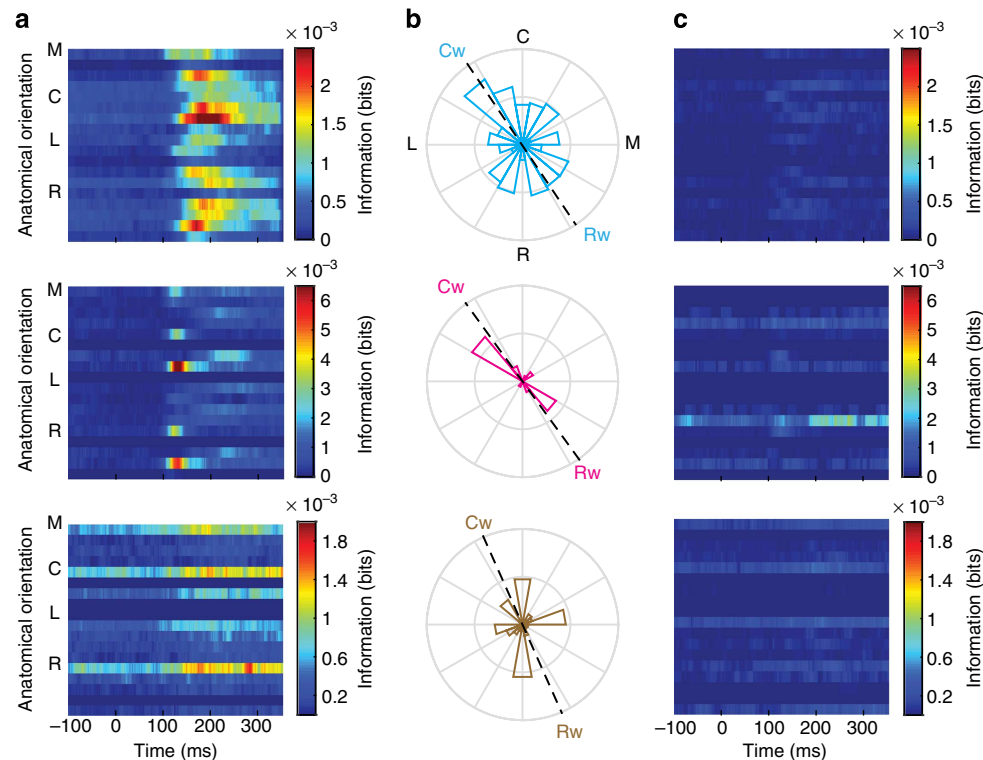 a
b
c
× 10−3
M
C
L
R
Anatomical orientation
2
1.5
1
0.5
0
Information (bits)
Cw
C
L
M
R
Rw
× 10−3
2
1.5
1
0.5
0
Information (bits)
× 10−3
M
C
L
R
Anatomical orientation
6
5
4
3
2
1
0
Information (bits)
Cw
Rw
× 10−3
6
5
4
3
2
1
0
Information (bits)
× 10−3
M
C
L
R
Anatomical orientation
1.8
1.4
1
0.6
0.2
Information (bits)
−100 0 100 200 300
Time (ms)
Cw
Rw
× 10−3
1.8
1.4
1
0.6
0.2
Information (bits)
−100 0 100 200 300
Time (ms)